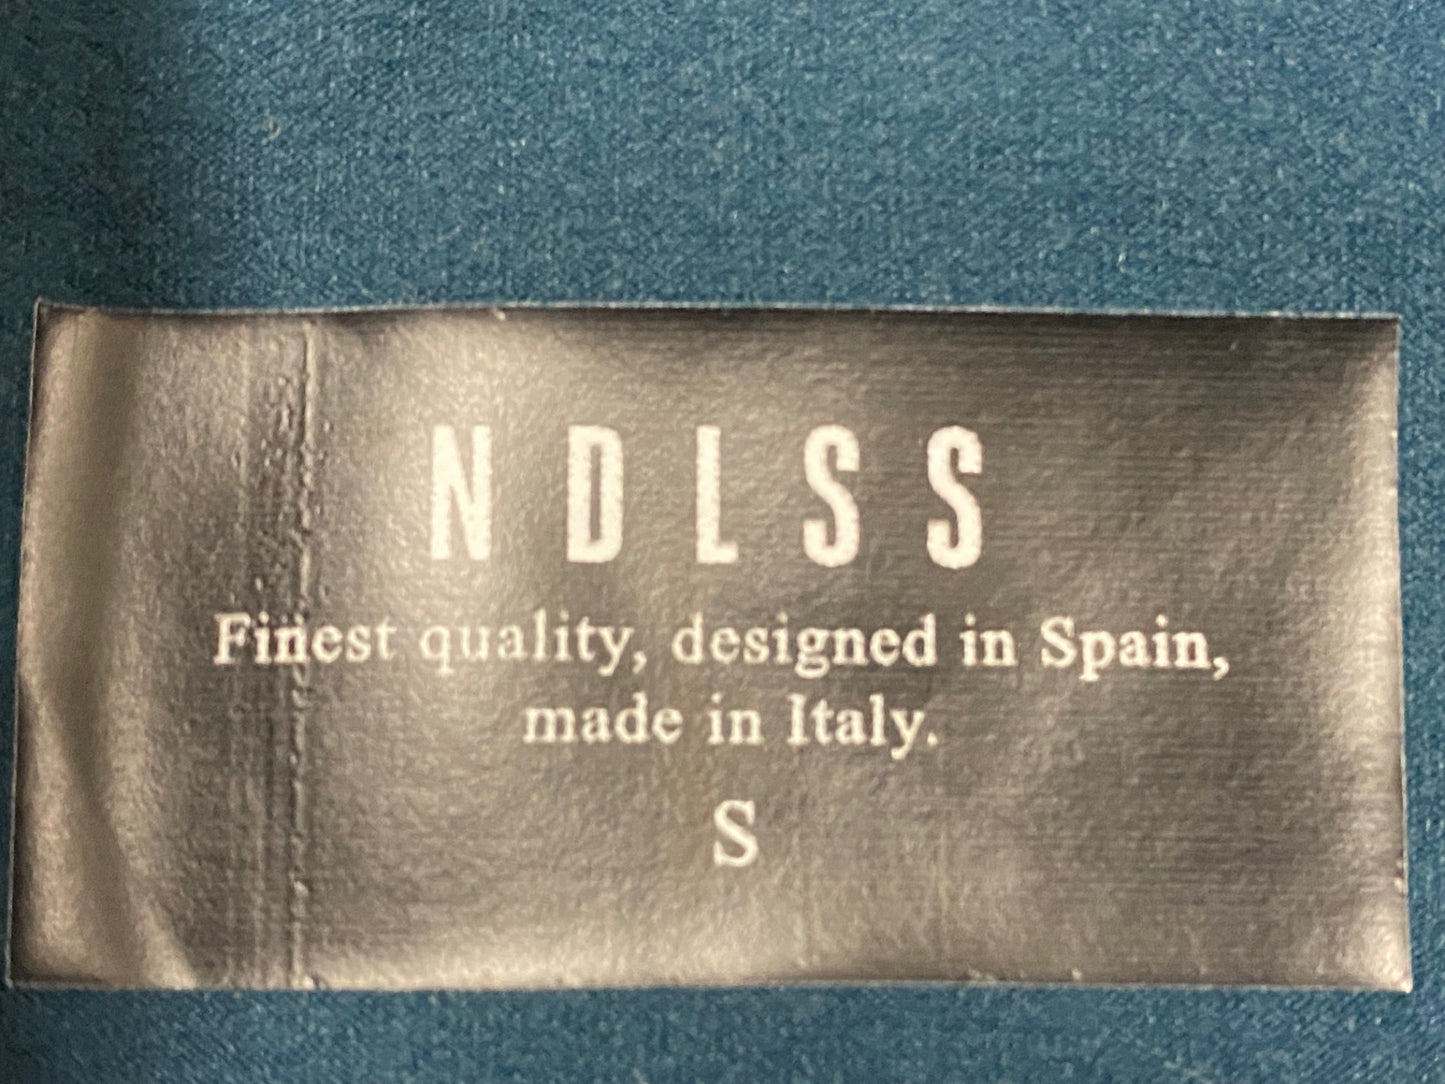 NDLSS
Finest quality, designed in Spain,
made in Italy.
S